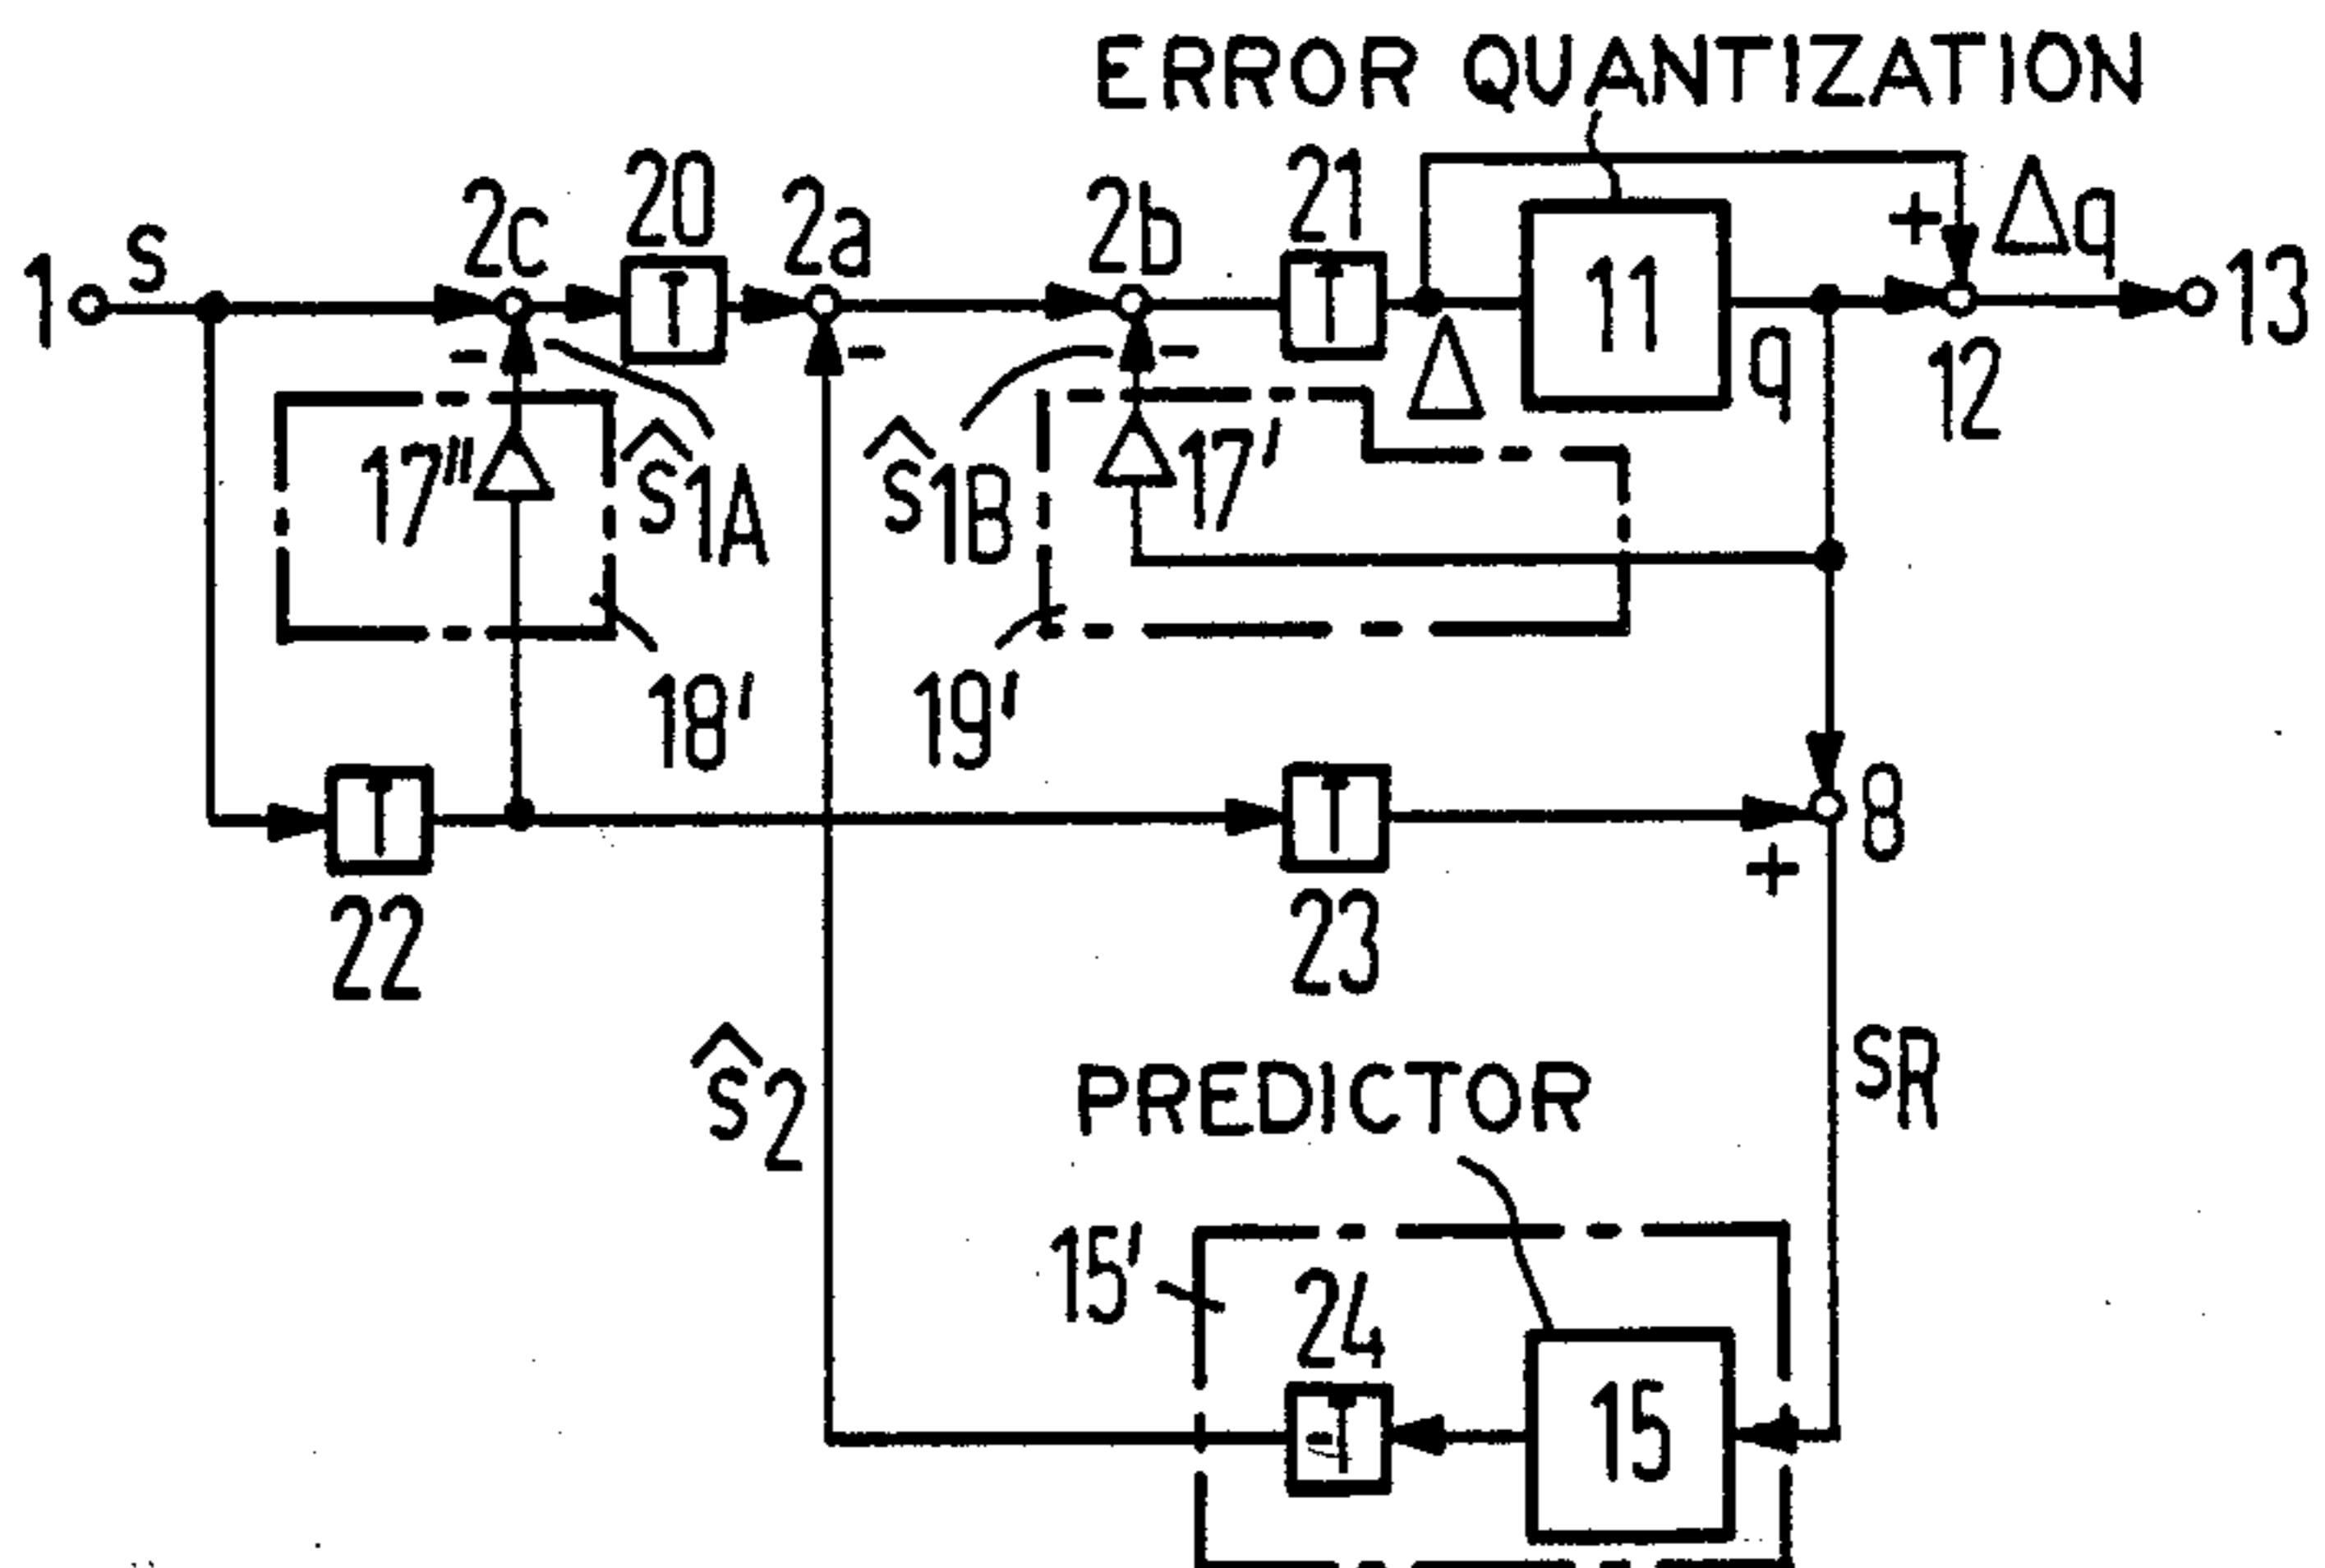 ERROR QUANTIZATION
1 s 2c 20 2a 2b 21 + Δq 13
T T 11
- - - Δ q 12
17" ŝ1A ŝ1B 17'
18' 19'
T T 8
+
22 23
ŝ2 PREDICTOR SR
15' 24
-T 15